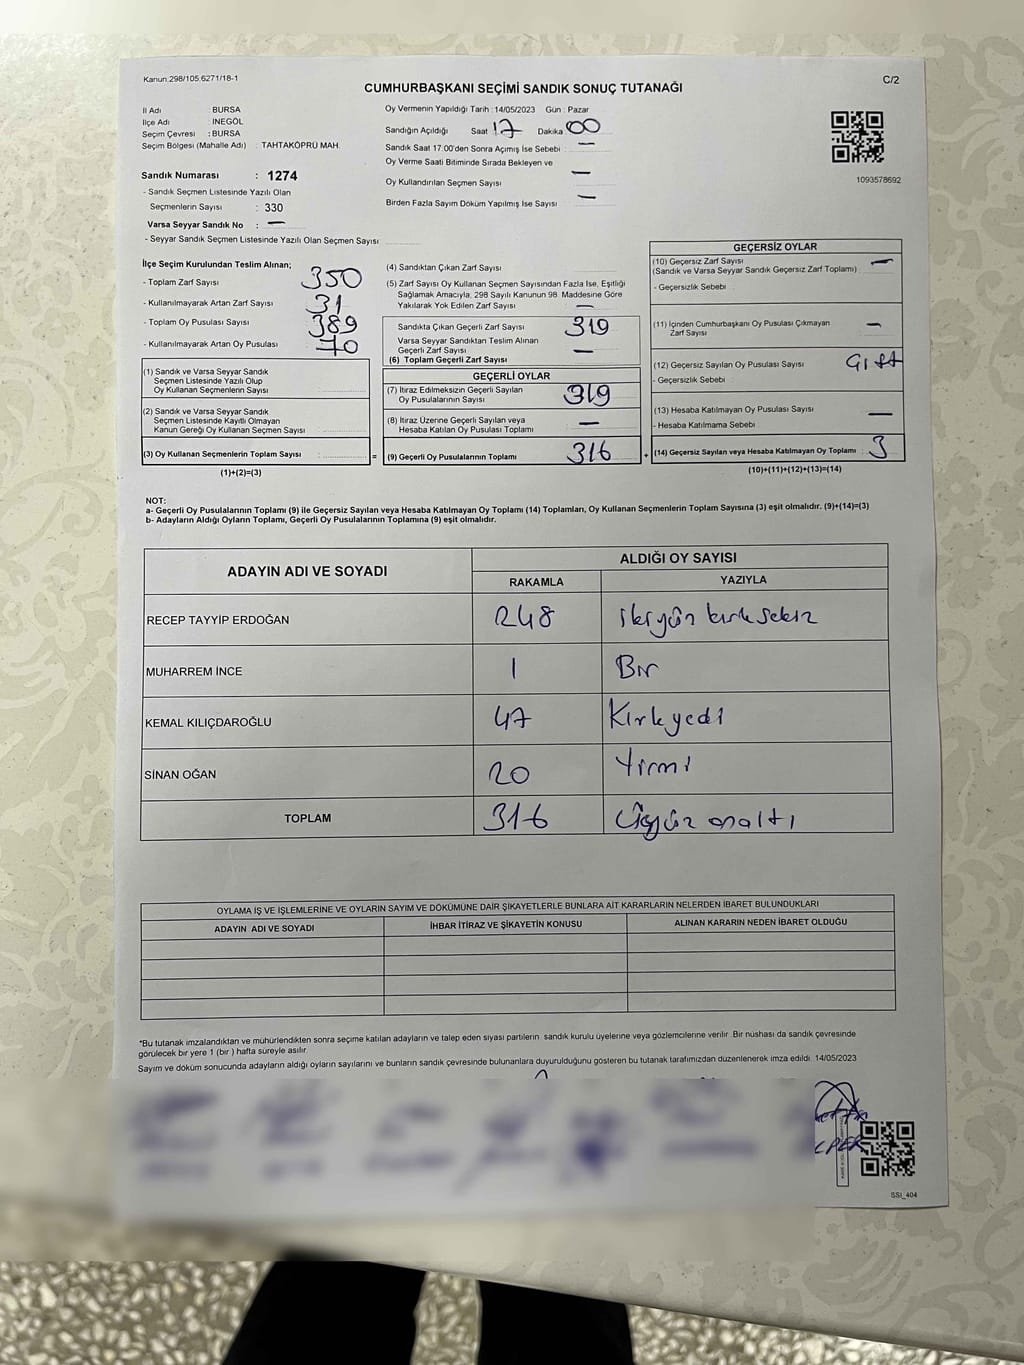 Kanun:298/105,6271/18-1
C/2
CUMHURBAŞKANI SEÇİMİ SANDIK SONUÇ TUTANAĞI
İl Adı : BURSA
İlçe Adı : İNEGÖL
Seçim Çevresi : BURSA
Seçim Bölgesi (Mahalle Adı) : TAHTAKÖPRÜ MAH.
Sandık Numarası : 1274
- Sandık Seçmen Listesinde Yazılı Olan
Seçmenlerin Sayısı : 330
Varsa Seyyar Sandık No : —
- Seyyar Sandık Seçmen Listesinde Yazılı Olan Seçmen Sayısı
Oy Vermenin Yapıldığı Tarih : 14/05/2023 Gün : Pazar
Sandığın Açıldığı Saat 17 Dakika 00
Sandık Saat 17:00'den Sonra Açımış İse Sebebi : —
Oy Verme Saati Bitiminde Sırada Bekleyen ve
Oy Kullandırılan Seçmen Sayısı —
Birden Fazla Sayım Döküm Yapılmış İse Sayısı —
1093578692
İlçe Seçim Kurulundan Teslim Alınan;
- Toplam Zarf Sayısı 350
- Kullanılmayarak Artan Zarf Sayısı 31
- Toplam Oy Pusulası Sayısı 389
- Kullanılmayarak Artan Oy Pusulası 70
(1) Sandık ve Varsa Seyyar Sandık
Seçmen Listesinde Yazılı Olup
Oy Kullanan Seçmenlerin Sayısı
(2) Sandık ve Varsa Seyyar Sandık
Seçmen Listesinde Kayıtlı Olmayan
Kanun Gereği Oy Kullanan Seçmen Sayısı
(3) Oy Kullanan Seçmenlerin Toplam Sayısı =
(1)+(2)=(3)
(4) Sandıktan Çıkan Zarf Sayısı
(5) Zarf Sayısı Oy Kullanan Seçmen Sayısından Fazla İse, Eşitliği
Sağlamak Amacıyla, 298 Sayılı Kanunun 98. Maddesine Göre
Yakılarak Yok Edilen Zarf Sayısı —
Sandıkta Çıkan Geçerli Zarf Sayısı 319
Varsa Seyyar Sandıktan Teslim Alınan
Geçerli Zarf Sayısı —
(6) Toplam Geçerli Zarf Sayısı
GEÇERLİ OYLAR
(7) İtiraz Edilmeksizin Geçerli Sayılan
Oy Pusulalarının Sayısı 319
(8) İtiraz Üzerine Geçerli Sayılan veya
Hesaba Katılan Oy Pusulası Toplamı —
(9) Geçerli Oy Pusulalarının Toplamı 316 +
GEÇERSİZ OYLAR
(10) Geçersiz Zarf Sayısı —
(Sandık ve Varsa Seyyar Sandık Geçersiz Zarf Toplamı)
- Geçersizlik Sebebi
(11) İçinden Cumhurbaşkanı Oy Pusulası Çıkmayan
Zarf Sayısı —
(12) Geçersiz Sayılan Oy Pusulası Sayısı Çift
- Geçersizlik Sebebi
(13) Hesaba Katılmayan Oy Pusulası Sayısı —
- Hesaba Katılmama Sebebi
(14) Geçersiz Sayılan veya Hesaba Katılmayan Oy Toplamı : 3
(10)+(11)+(12)+(13)=(14)
NOT:
a- Geçerli Oy Pusulalarının Toplamı (9) ile Geçersiz Sayılan veya Hesaba Katılmayan Oy Toplamı (14) Toplamları, Oy Kullanan Seçmenlerin Toplam Sayısına (3) eşit olmalıdır. (9)+(14)=(3)
b- Adayların Aldığı Oyların Toplamı, Geçerli Oy Pusulalarının Toplamına (9) eşit olmalıdır.
ADAYIN ADI VE SOYADI ALDIĞI OY SAYISI
RAKAMLA YAZIYLA
RECEP TAYYİP ERDOĞAN 248 ikiyüz kırk sekiz
MUHARREM İNCE 1 Bir
KEMAL KILIÇDAROĞLU 47 Kırkyedi
SİNAN OĞAN 20 Yirmi
TOPLAM 316 Üçyüz onaltı
OYLAMA İŞ VE İŞLEMLERİNE VE OYLARIN SAYIM VE DÖKÜMÜNE DAİR ŞİKAYETLERLE BUNLARA AİT KARARLARIN NELERDEN İBARET BULUNDUKLARI
ADAYIN ADI VE SOYADI İHBAR İTİRAZ VE ŞİKAYETİN KONUSU ALINAN KARARIN NEDEN İBARET OLDUĞU
*Bu tutanak imzalandıktan ve mühürlendikten sonra seçime katılan adayların ve talep eden siyasi partilerin sandık kurulu üyelerine veya gözlemcilerine verilir. Bir nüshası da sandık çevresinde
görülecek bir yere 1 (bir ) hafta süreyle asılır.
Sayım ve döküm sonucunda adayların aldığı oyların sayılarını ve bunların sandık çevresinde bulunanlara duyurulduğunu gösteren bu tutanak tarafımızdan düzenlenerek imza edildi. 14/05/2023
SSI_404